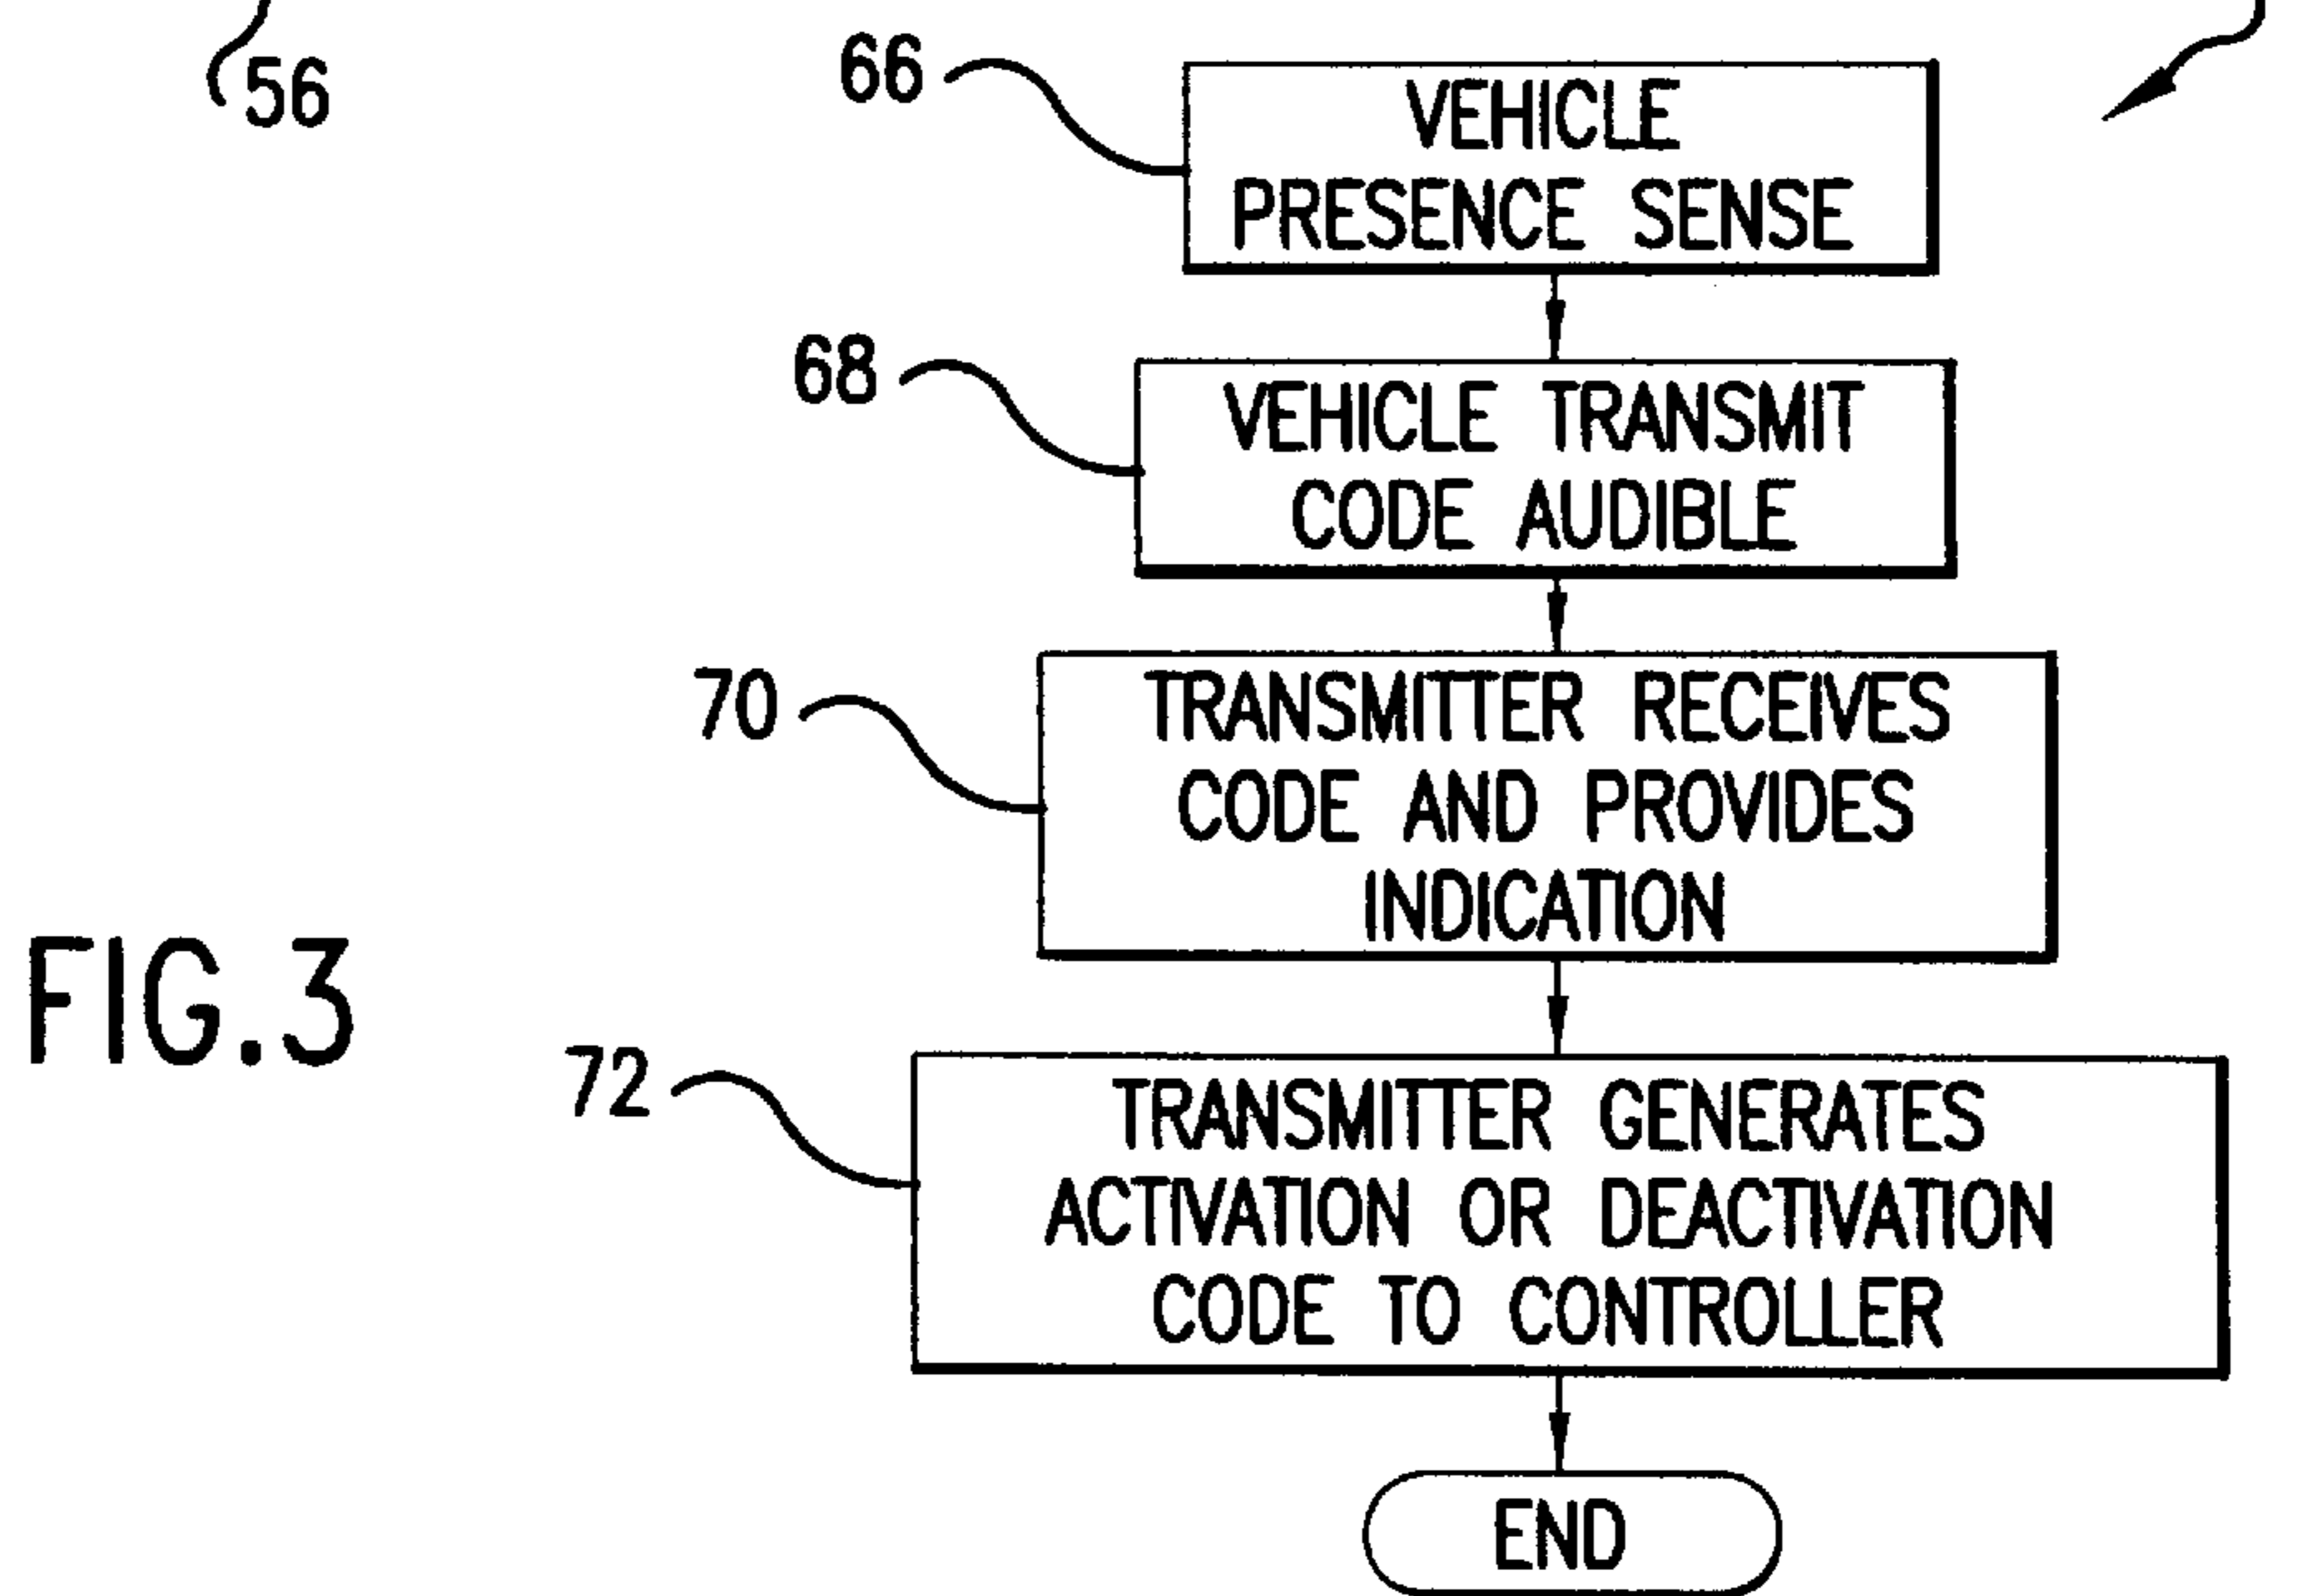 56
66
VEHICLE
PRESENCE SENSE
68
VEHICLE TRANSMIT
CODE AUDIBLE
70
TRANSMITTER RECEIVES
CODE AND PROVIDES
INDICATION
FIG.3
72
TRANSMITTER GENERATES
ACTIVATION OR DEACTIVATION
CODE TO CONTROLLER
END